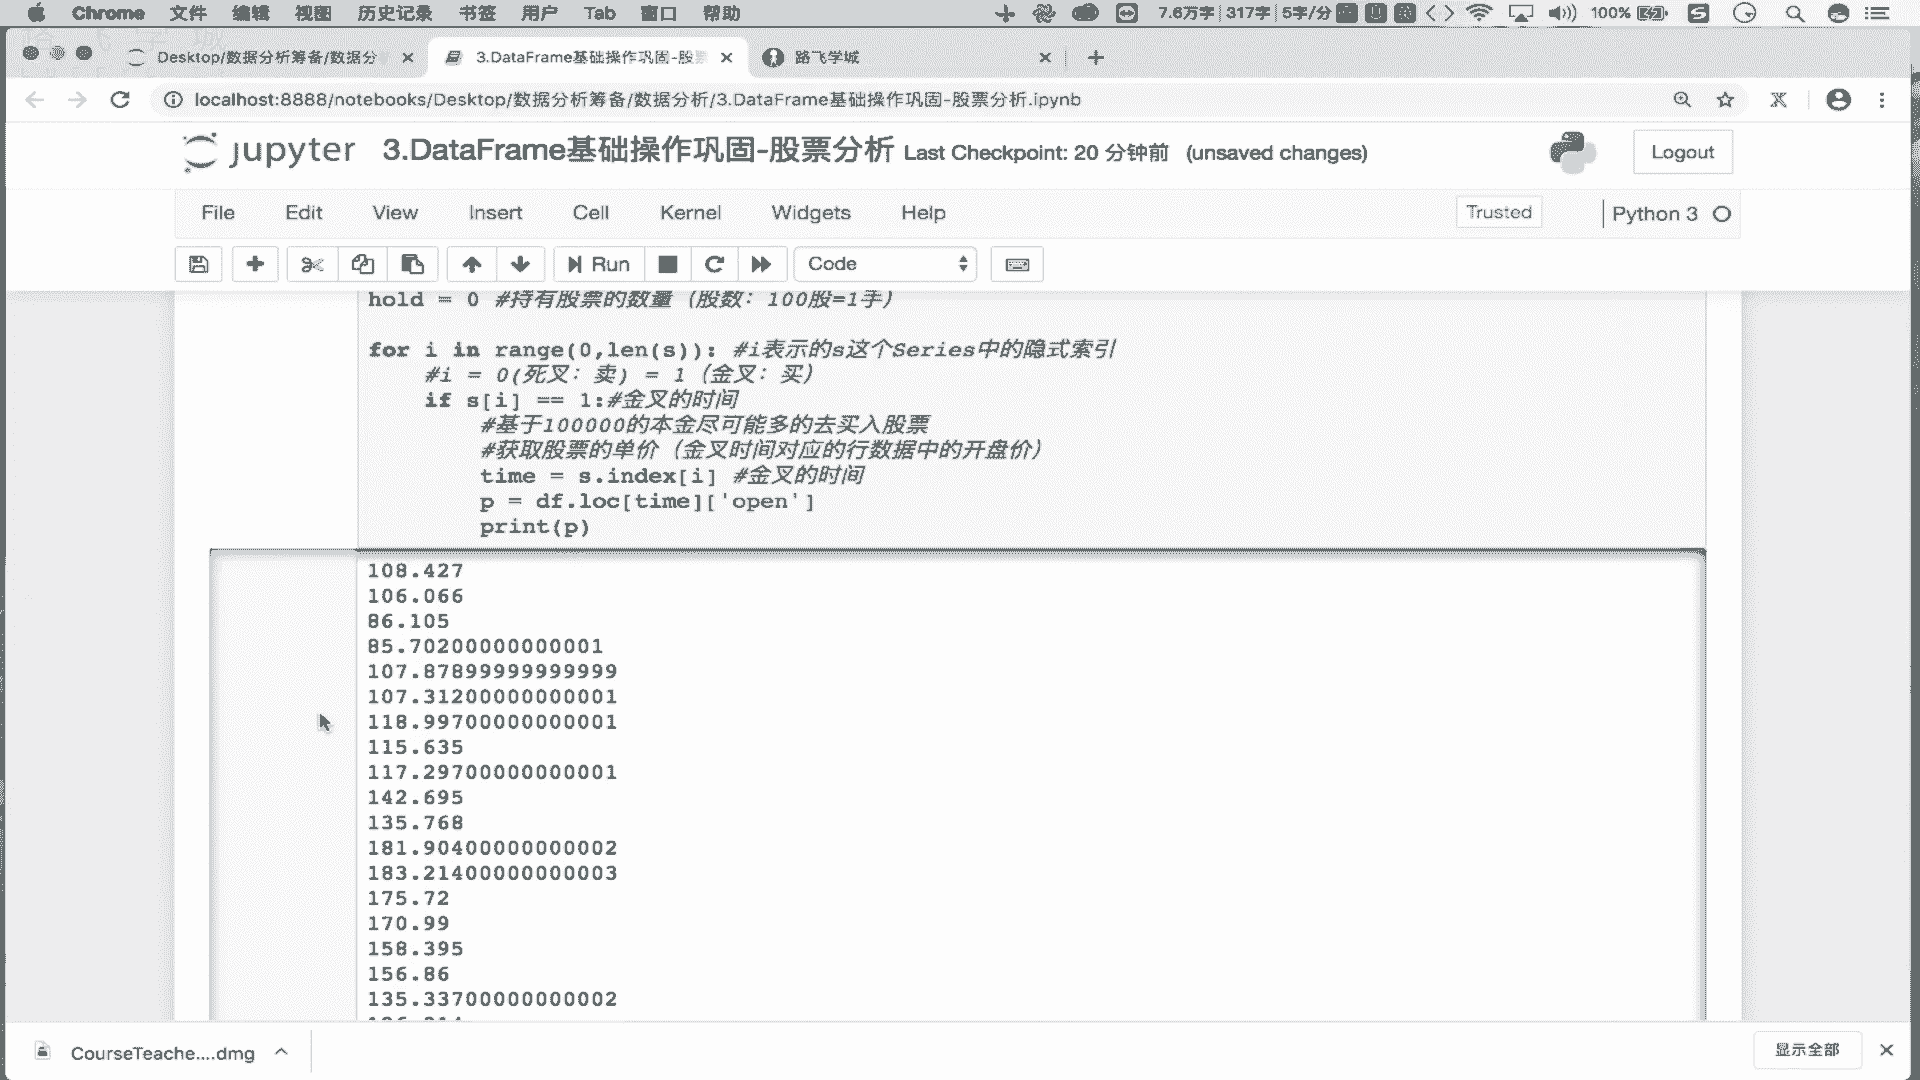 Chrome 文件 编辑 视图 历史记录 书签 用户 Tab 窗口 帮助 7.6万字 317字 5字/分 100%
Desktop/数据分析筹备/数据分 3.DataFrame基础操作巩固-股 路飞学城
localhost:8888/notebooks/Desktop/数据分析筹备/数据分析/3.DataFrame基础操作巩固-股票分析.ipynb
jupyter 3.DataFrame基础操作巩固-股票分析 Last Checkpoint: 20 分钟前 (unsaved changes) Logout
File Edit View Insert Cell Kernel Widgets Help Trusted Python 3
Run Code
hold = 0 #持有股票的数量（股数：100股=1手）
for i in range(0,len(s)): #i表示的s这个Series中的隐式索引
#i = 0(死叉：卖) = 1（金叉：买）
if s[i] == 1:#金叉的时间
#基于100000的本金尽可能多的去买入股票
#获取股票的单价（金叉时间对应的行数据中的开盘价）
time = s.index[i] #金叉的时间
p = df.loc[time]['open']
print(p)
108.427
106.066
86.105
85.70200000000001
107.87899999999999
107.31200000000001
118.99700000000001
115.635
117.29700000000001
142.695
135.768
181.90400000000002
183.21400000000003
175.72
170.99
158.395
156.86
135.33700000000002
CourseTeache....dmg 显示全部